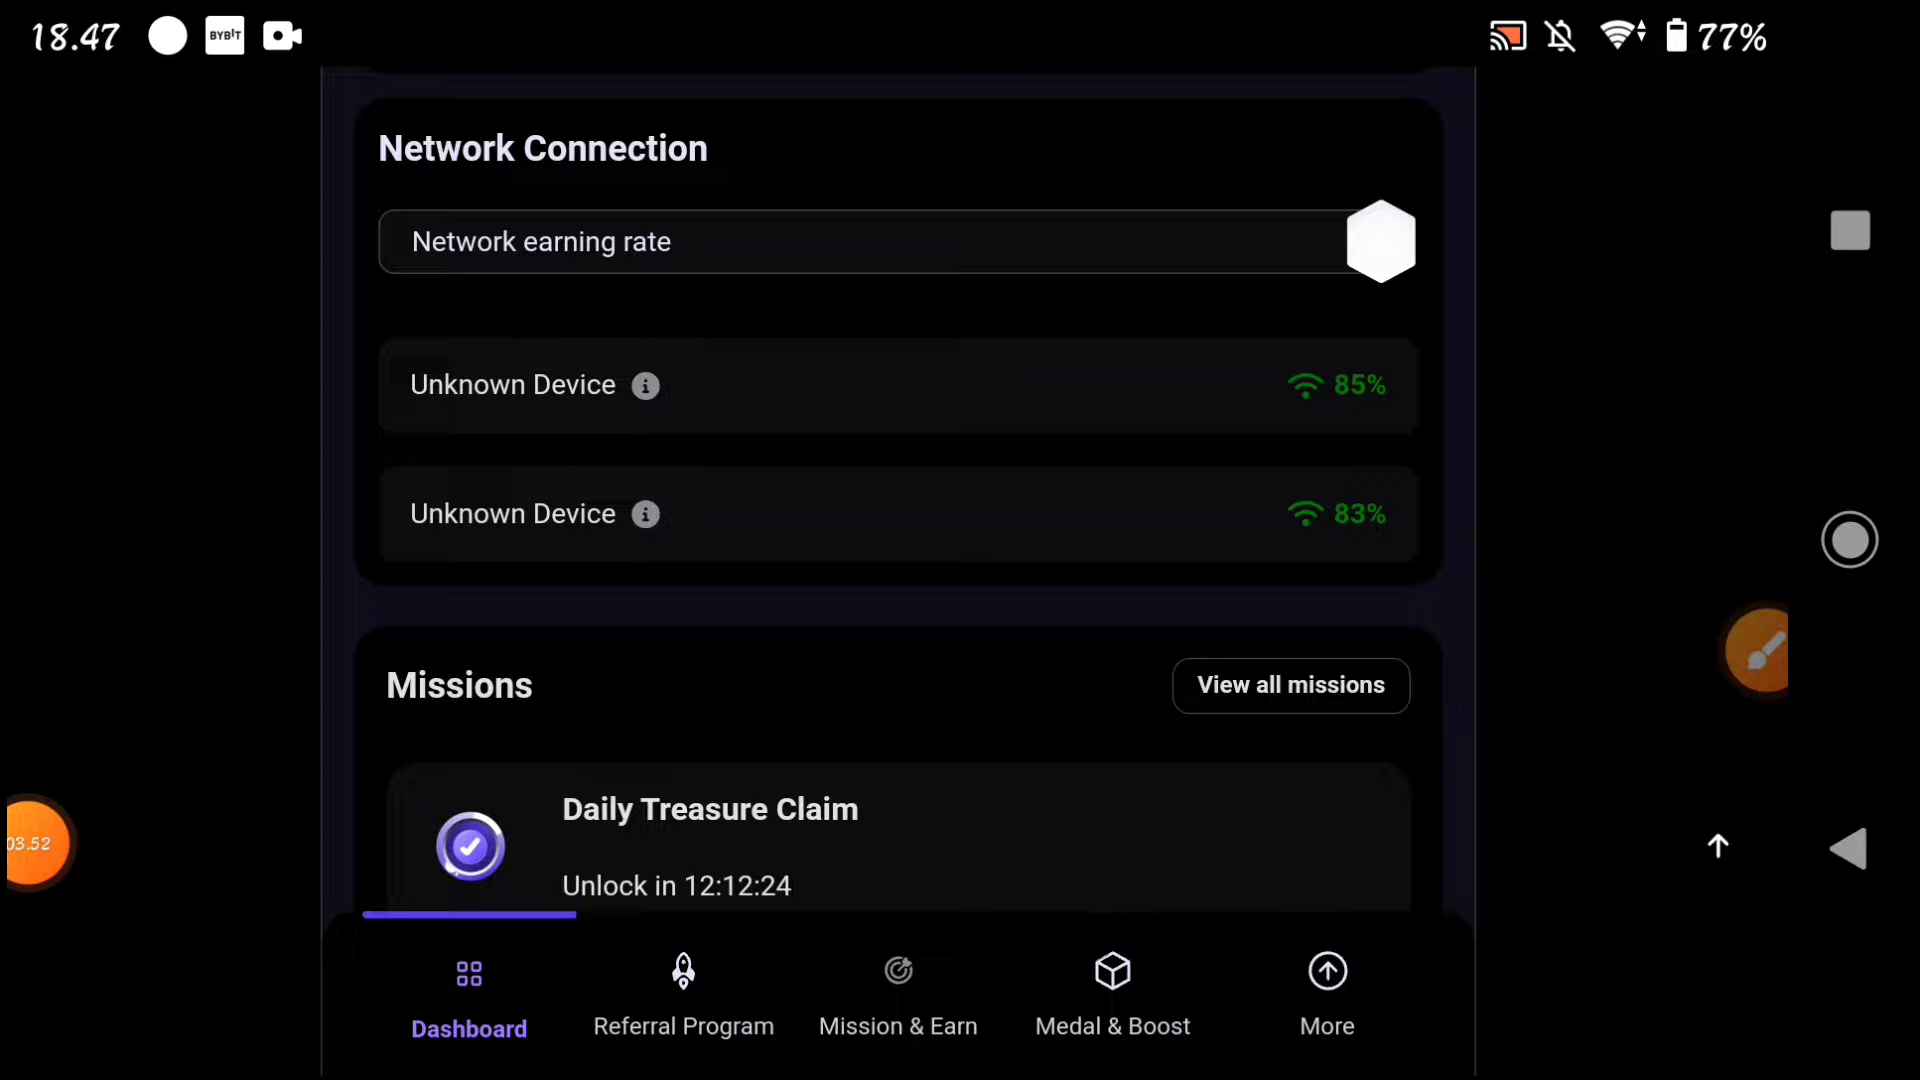 18.47
BYBIT
77%
Network Connection
Network earning rate
Unknown Device
85%
Unknown Device
83%
Missions
View all missions
Daily Treasure Claim
Unlock in 12:12:24
03.52
Dashboard
Referral Program
Mission & Earn
Medal & Boost
More